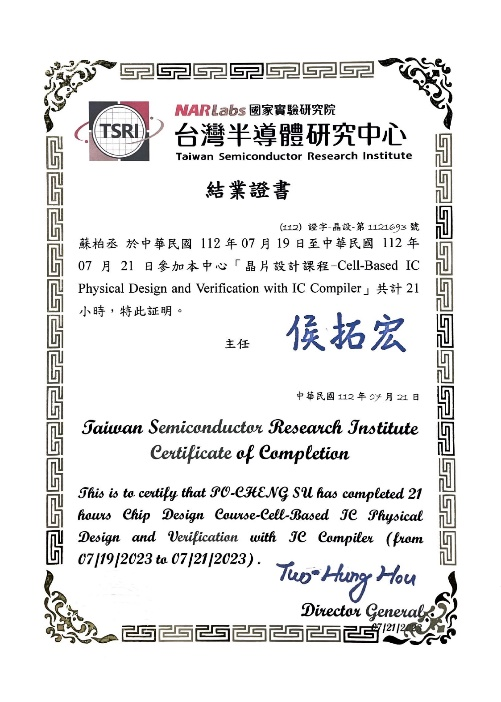 TSRI
NARLabs 國家實驗研究院
台灣半導體研究中心
Taiwan Semiconductor Research Institute
結業證書
(112) 證字-晶設-第 1121693 號
蘇柏丞 於中華民國 112 年 07 月 19 日至中華民國 112 年
07 月 21 日參加本中心「晶片設計課程-Cell-Based IC
Physical Design and Verification with IC Compiler」共計 21
小時，特此証明。
主任 侯拓宏
中華民國 112 年 07 月 21 日
Taiwan Semiconductor Research Institute
Certificate of Completion
This is to certify that PO-CHENG SU has completed 21
hours Chip Design Course-Cell-Based IC Physical
Design and Verification with IC Compiler (from
07/19/2023 to 07/21/2023) .
Tuo-Hung Hou
Director General
07/21/2023